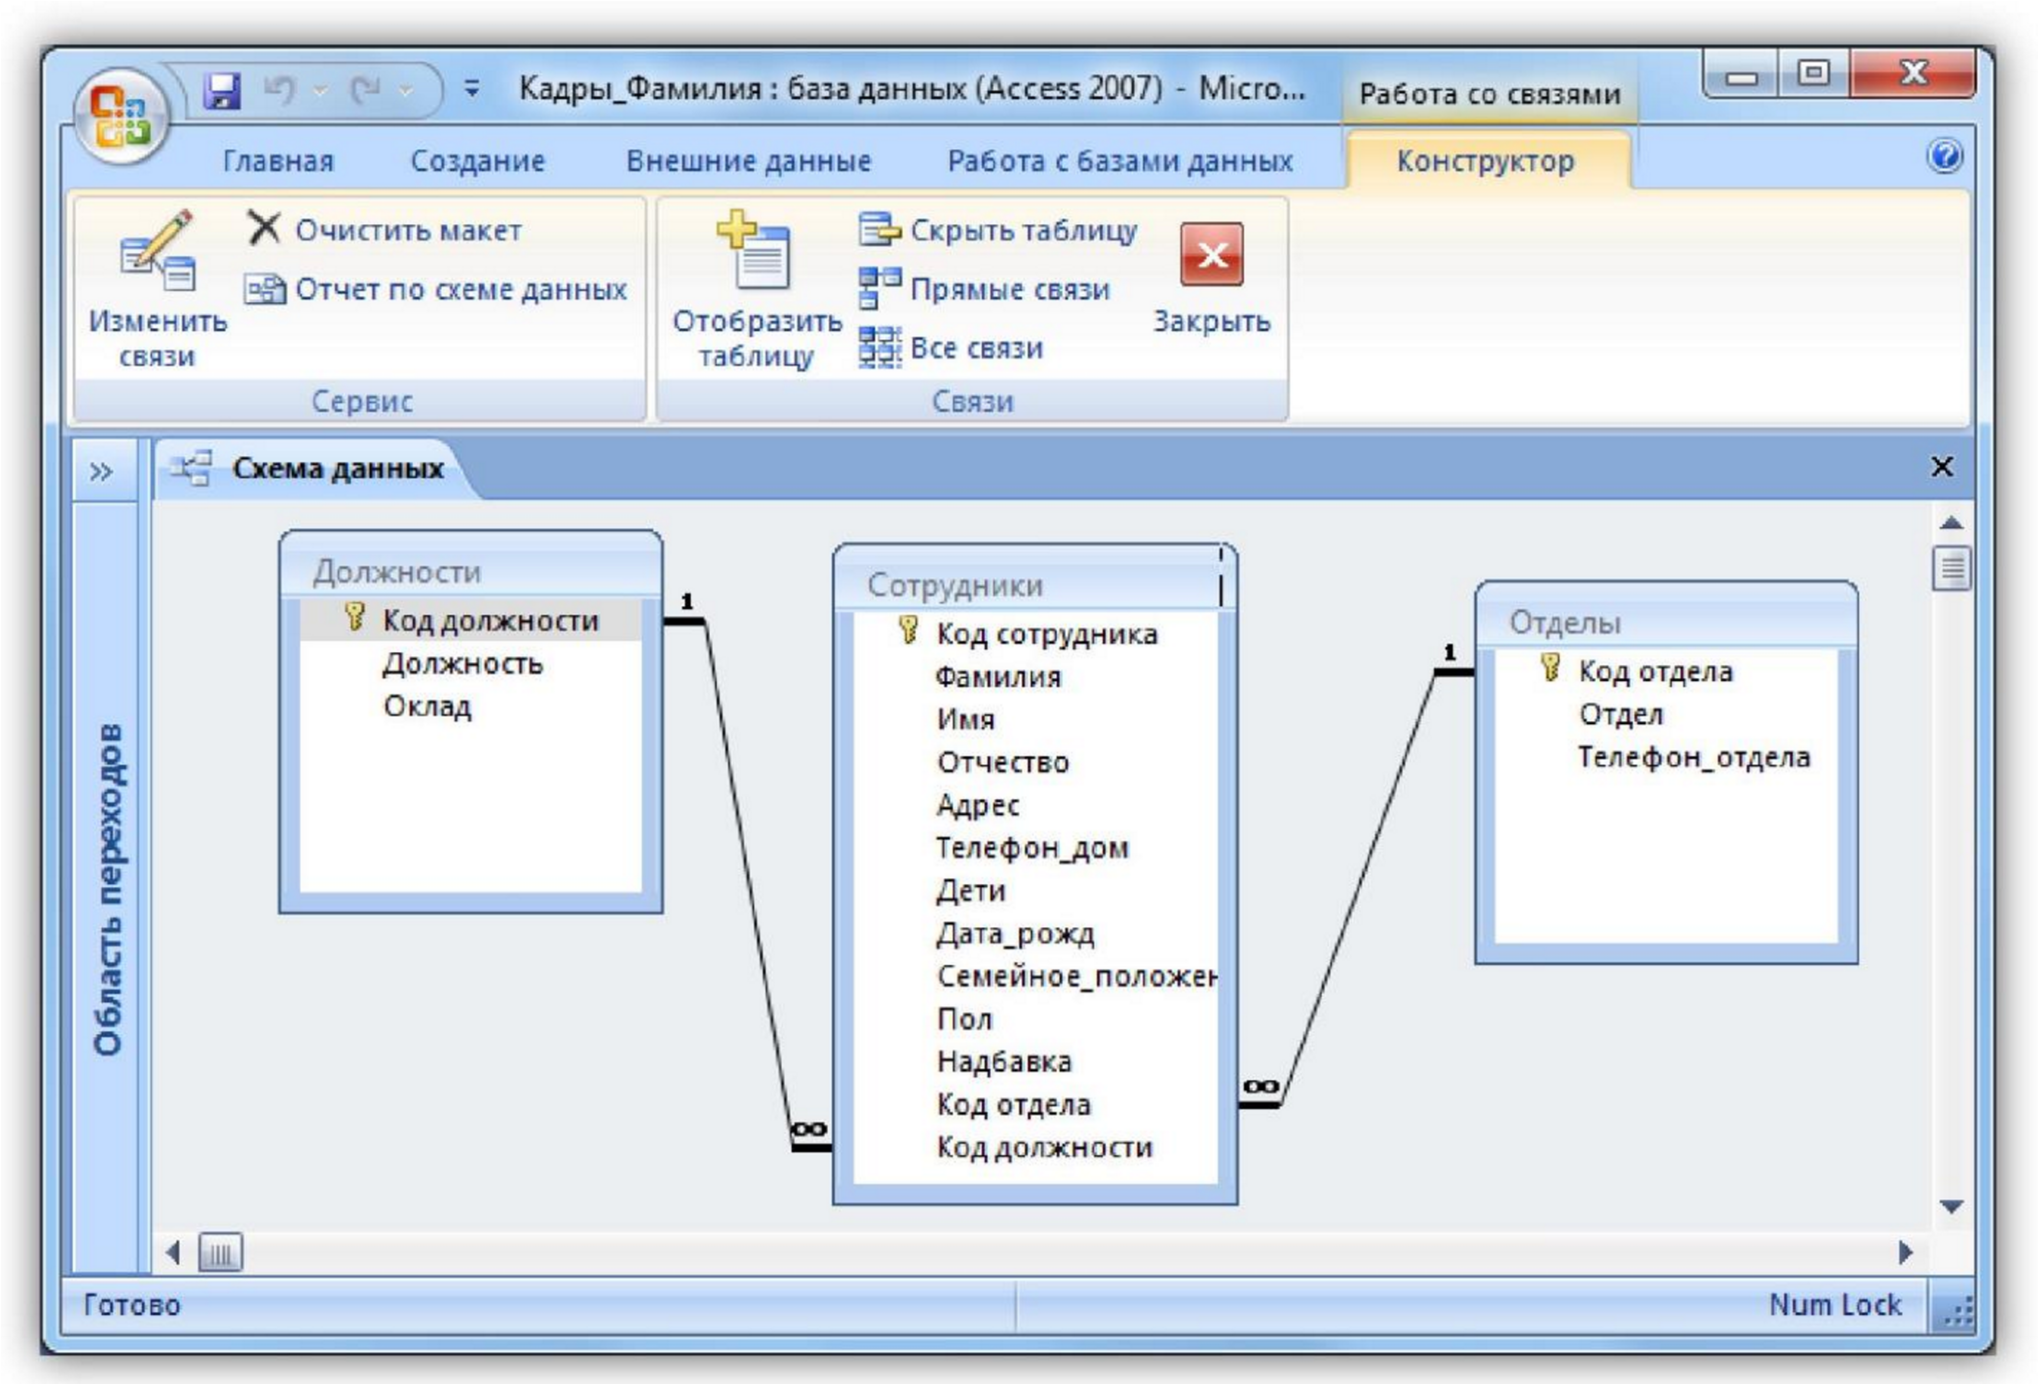 Кадры_Фамилия : база данных (Access 2007) - Micro...
Работа со связями
Главная
Создание
Внешние данные
Работа с базами данных
Конструктор
Изменить
связи
Очистить макет
Отчет по схеме данных
Сервис
Отобразить
таблицу
Скрыть таблицу
Прямые связи
Все связи
Закрыть
Связи
»
Схема данных
Область переходов
Должности
Код должности
Должность
Оклад
1
∞
Сотрудники
Код сотрудника
Фамилия
Имя
Отчество
Адрес
Телефон_дом
Дети
Дата_рожд
Семейное_положен
Пол
Надбавка
Код отдела
Код должности
1
∞
Отделы
Код отдела
Отдел
Телефон_отдела
Готово
Num Lock